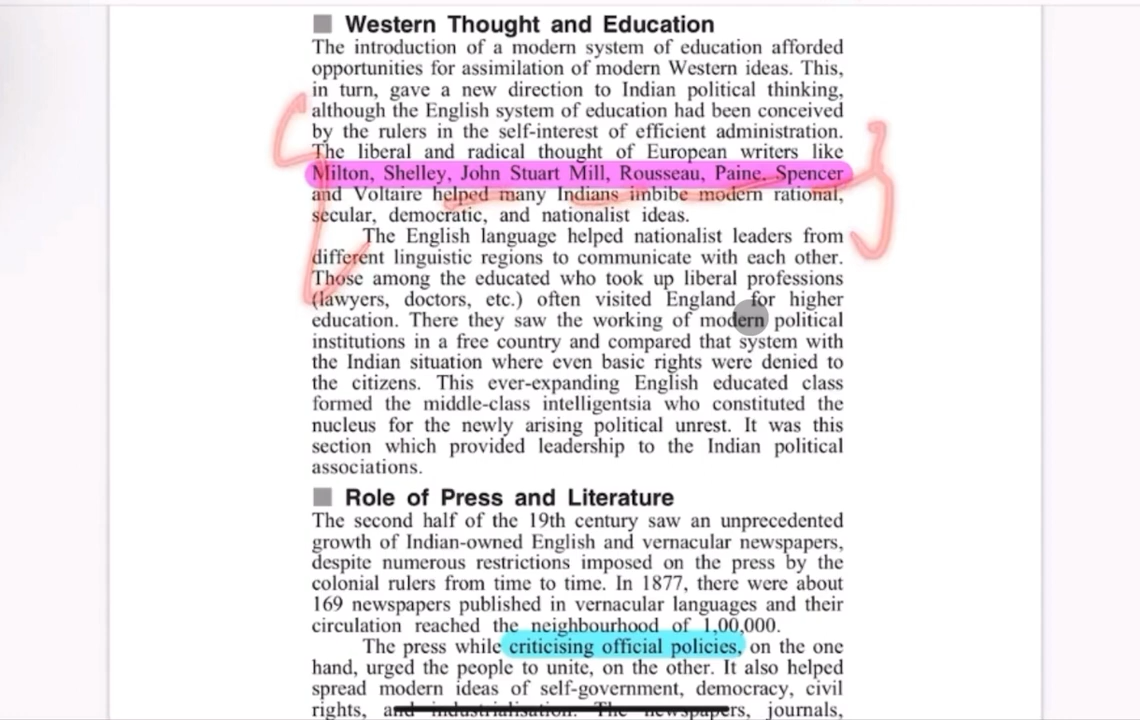 Western Thought and Education
The introduction of a modern system of education afforded
opportunities for assimilation of modern Western ideas. This,
in turn, gave a new direction to Indian political thinking,
although the English system of education had been conceived
by the rulers in the self-interest of efficient administration.
The liberal and radical thought of European writers like
Milton, Shelley, John Stuart Mill, Rousseau, Paine, Spencer
and Voltaire helped many Indians imbibe modern rational,
secular, democratic, and nationalist ideas.
The English language helped nationalist leaders from
different linguistic regions to communicate with each other.
Those among the educated who took up liberal professions
(lawyers, doctors, etc.) often visited England for higher
education. There they saw the working of modern political
institutions in a free country and compared that system with
the Indian situation where even basic rights were denied to
the citizens. This ever-expanding English educated class
formed the middle-class intelligentsia who constituted the
nucleus for the newly arising political unrest. It was this
section which provided leadership to the Indian political
associations.
Role of Press and Literature
The second half of the 19th century saw an unprecedented
growth of Indian-owned English and vernacular newspapers,
despite numerous restrictions imposed on the press by the
colonial rulers from time to time. In 1877, there were about
169 newspapers published in vernacular languages and their
circulation reached the neighbourhood of 1,00,000.
The press while criticising official policies, on the one
hand, urged the people to unite, on the other. It also helped
spread modern ideas of self-government, democracy, civil
rights, and industrialisation. The newspapers, journals,